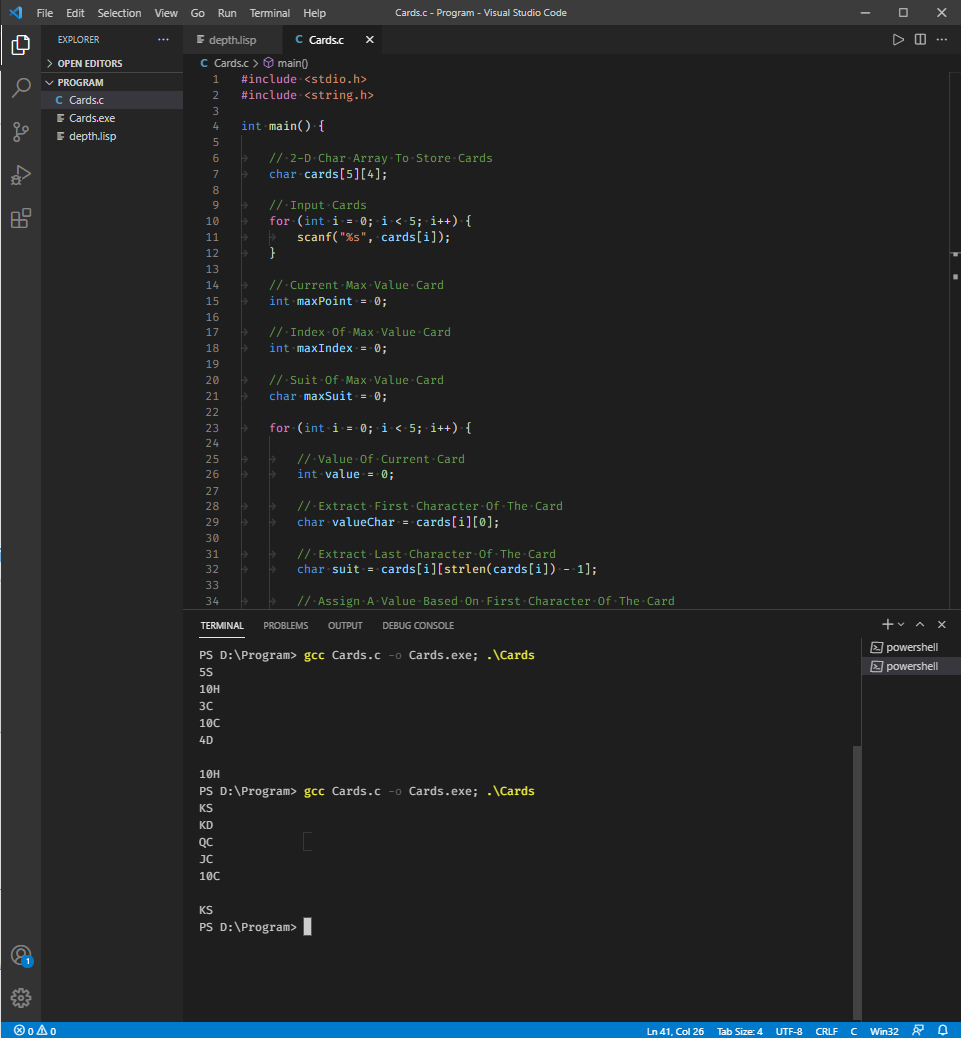 File Edit Selection View Go Run Terminal Help Cards.c - Program - Visual Studio Code
EXPLORER
OPEN EDITORS
PROGRAM
C Cards.c
Cards.exe
depth.lisp
depth.lisp C Cards.c
C Cards.c > main()
1 #include <stdio.h>
2 #include <string.h>
3
4 int main() {
5
6 // 2-D Char Array To Store Cards
7 char cards[5][4];
8
9 // Input Cards
10 for (int i = 0; i < 5; i++) {
11 scanf("%s", cards[i]);
12 }
13
14 // Current Max Value Card
15 int maxPoint = 0;
16
17 // Index Of Max Value Card
18 int maxIndex = 0;
19
20 // Suit Of Max Value Card
21 char maxSuit = 0;
22
23 for (int i = 0; i < 5; i++) {
24
25 // Value Of Current Card
26 int value = 0;
27
28 // Extract First Character Of The Card
29 char valueChar = cards[i][0];
30
31 // Extract Last Character Of The Card
32 char suit = cards[i][strlen(cards[i]) - 1];
33
34 // Assign A Value Based On First Character Of The Card
TERMINAL PROBLEMS OUTPUT DEBUG CONSOLE
powershell
powershell
PS D:\Program> gcc Cards.c -o Cards.exe; .\Cards
5S
10H
3C
10C
4D
10H
PS D:\Program> gcc Cards.c -o Cards.exe; .\Cards
KS
KD
QC
JC
10C
KS
PS D:\Program>
1
0 0 Ln 41, Col 26 Tab Size: 4 UTF-8 CRLF C Win32